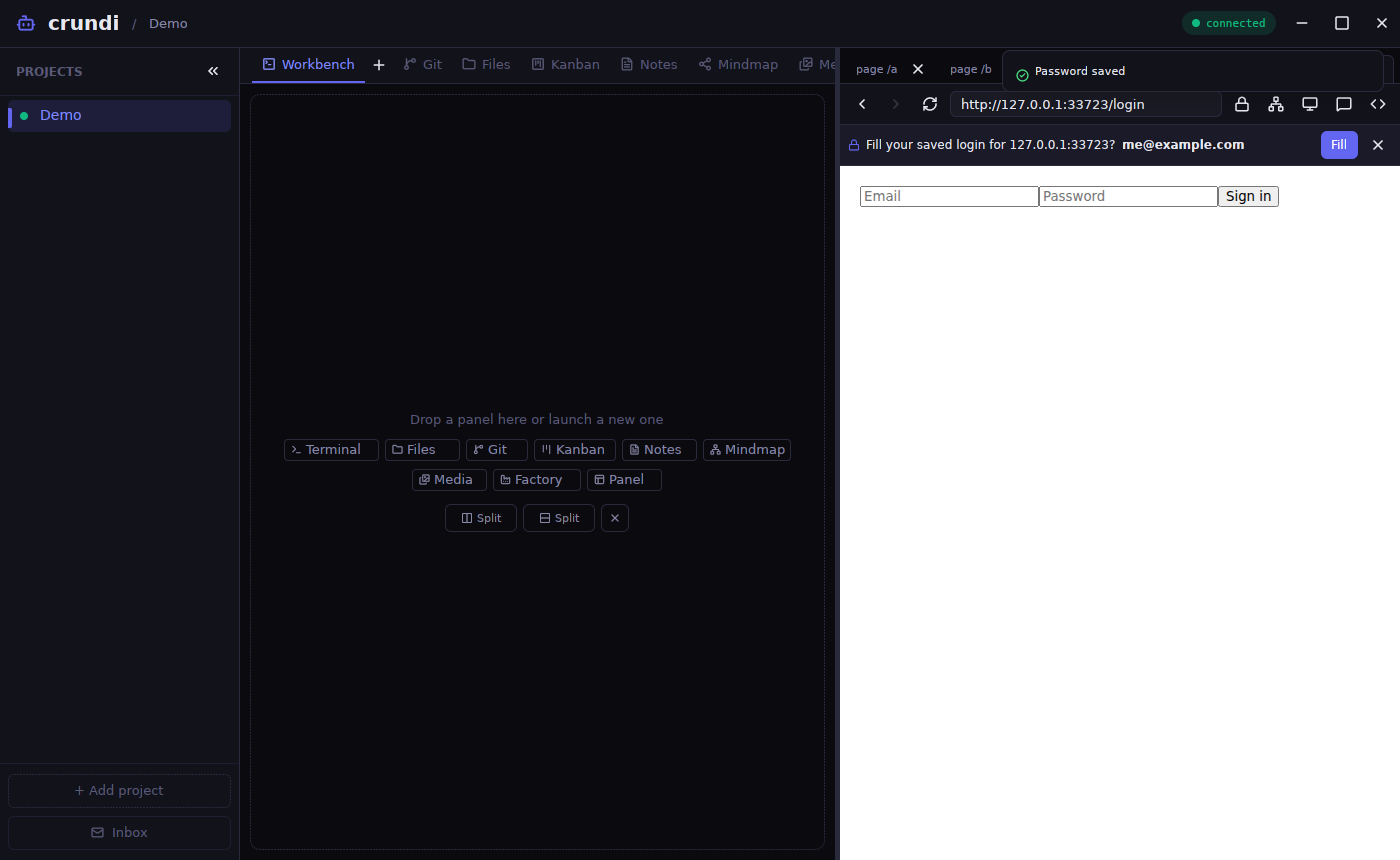 crundi / Demo
connected
PROJECTS
Demo
+ Add project
Inbox
Workbench
Git
Files
Kanban
Notes
Mindmap
Me
Drop a panel here or launch a new one
Terminal
Files
Git
Kanban
Notes
Mindmap
Media
Factory
Panel
Split
Split
page /a
page /b
Password saved
http://127.0.0.1:33723/login
Fill your saved login for 127.0.0.1:33723? me@example.com
Fill
Email
Password
Sign in